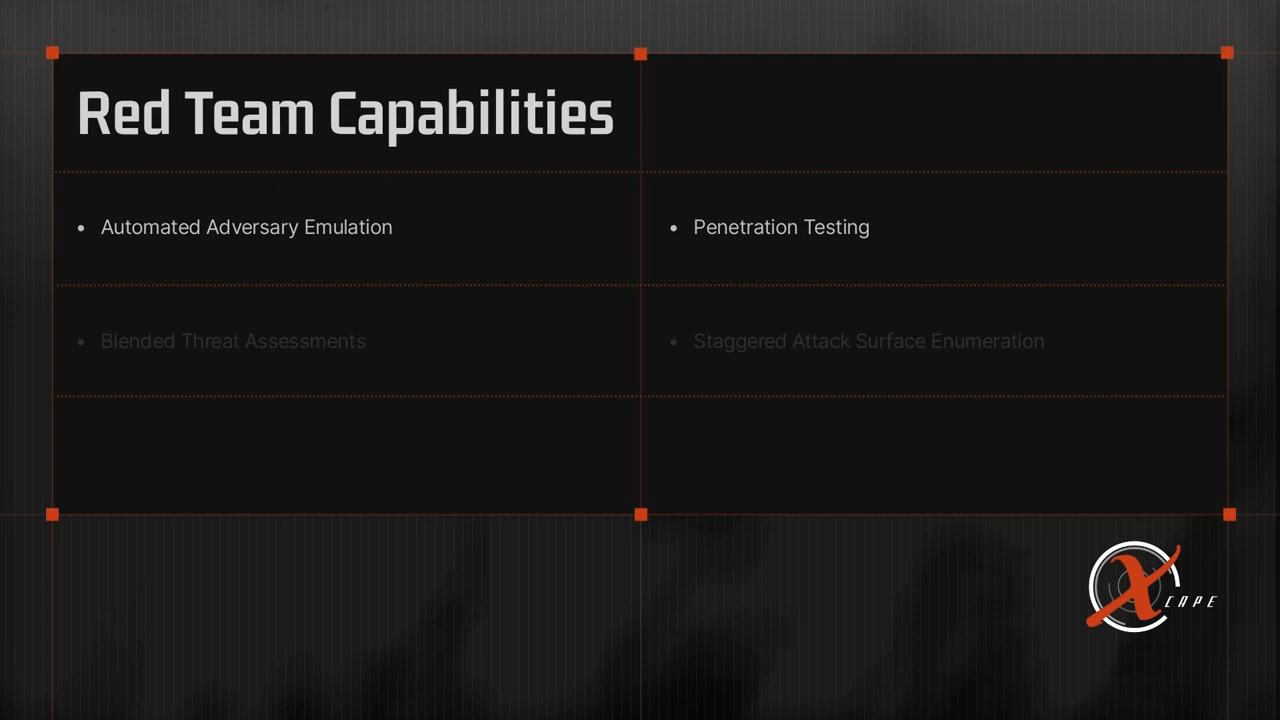 Red Team Capabilities
• Automated Adversary Emulation
• Penetration Testing
• Blended Threat Assessments
• Staggered Attack Surface Enumeration
X CAPE